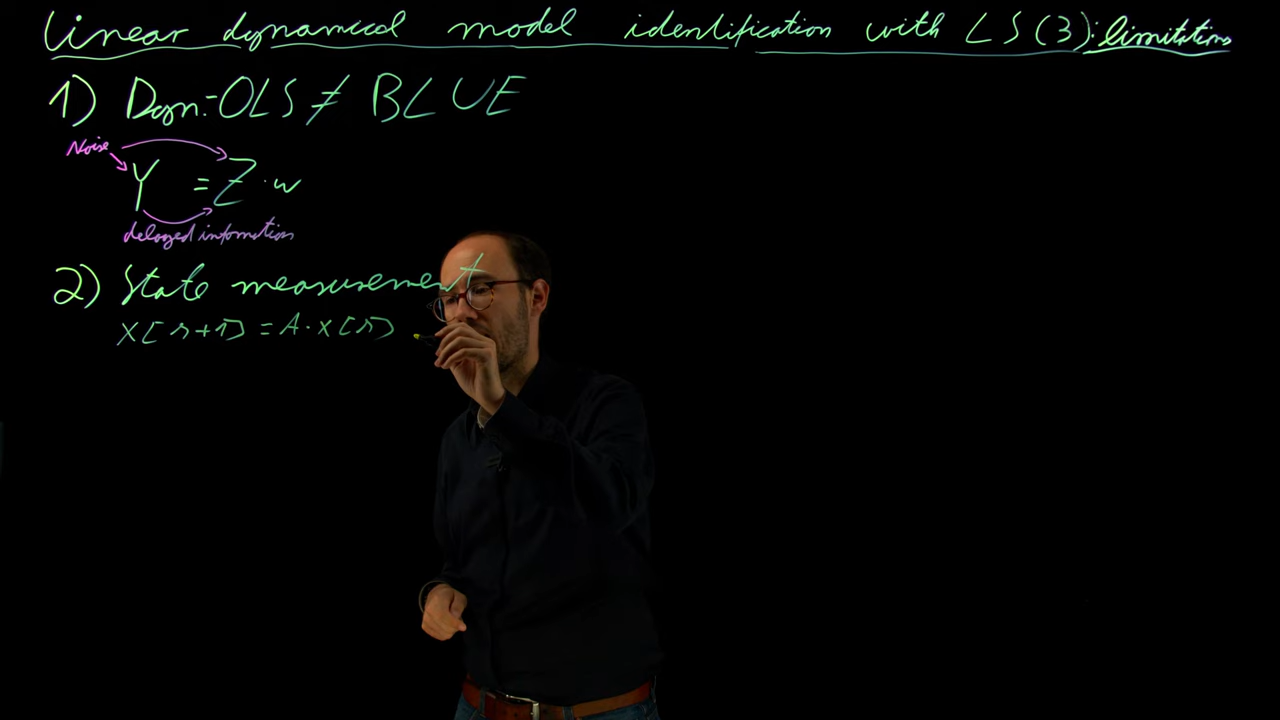 Linear dynamical model identification with LS(3): limitations
1) Dyn.-OLS ≠ BLUE
Noise
Y = Z · w
delayed information
2) State measurement
x[k+1] = A · x[k]